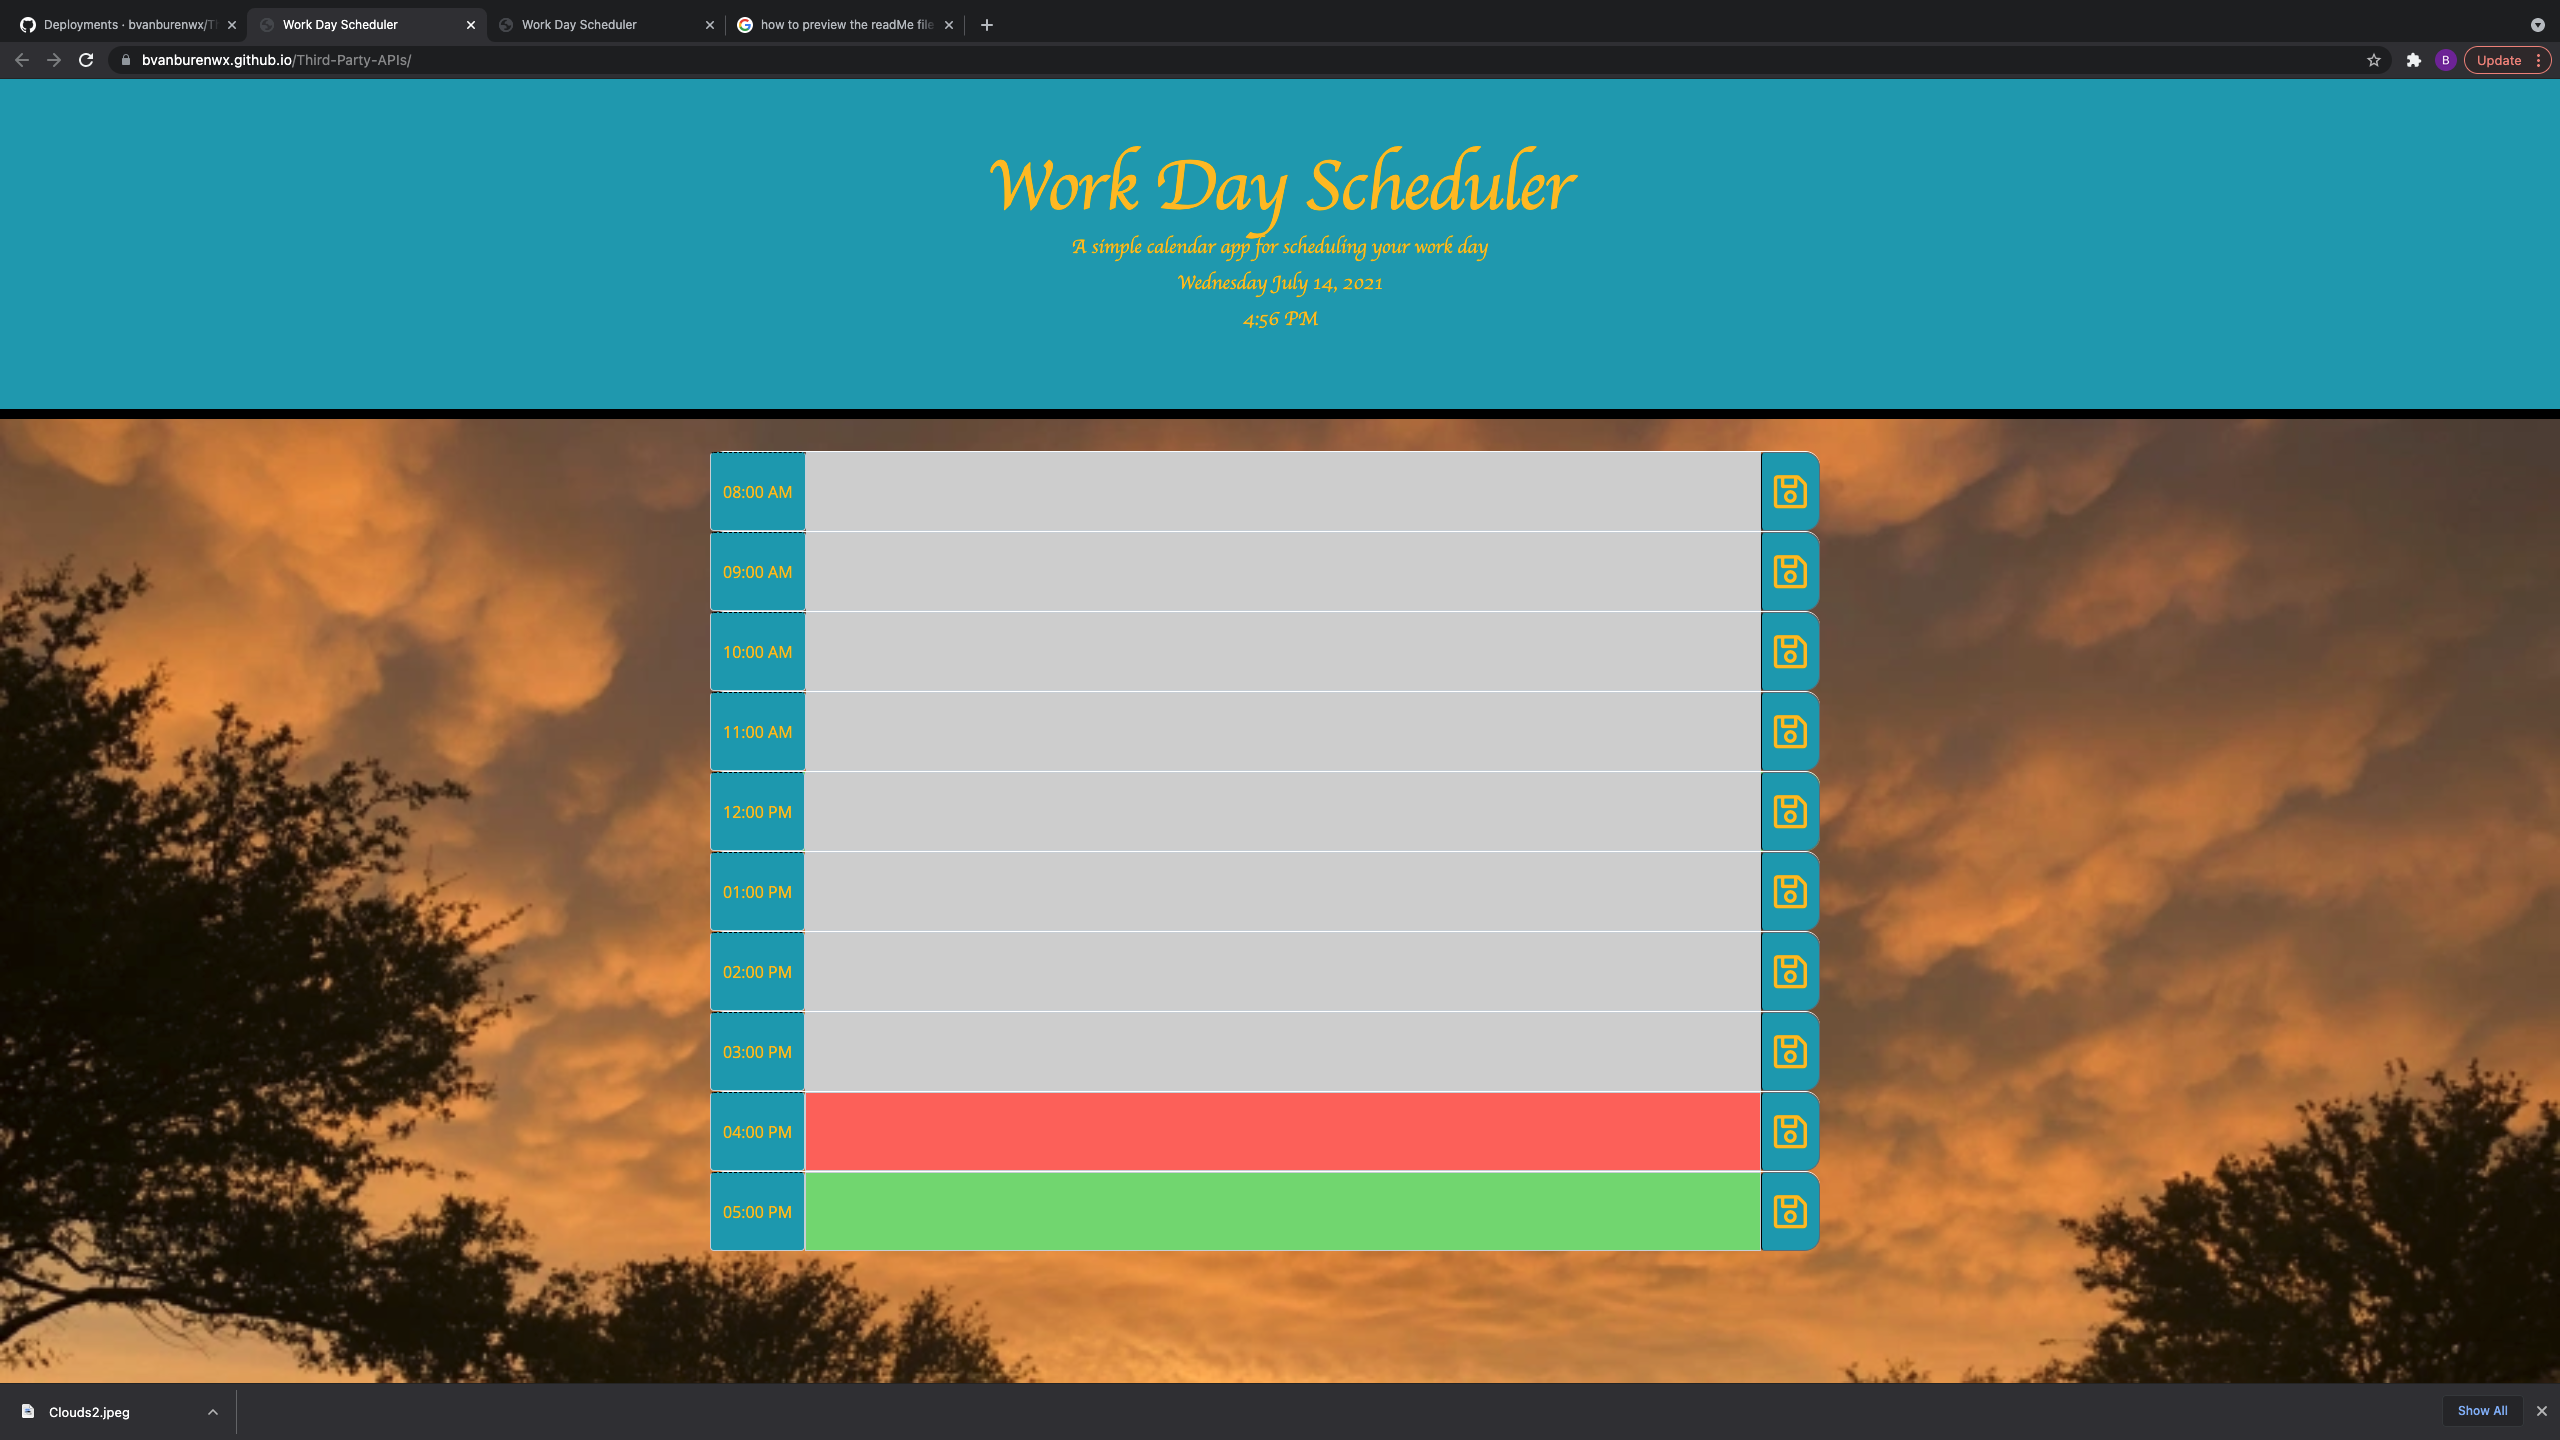 Deployments · bvanburenwx/Th
Work Day Scheduler
Work Day Scheduler
how to preview the readMe file
bvanburenwx.github.io/Third-Party-APIs/
B
Update
Work Day Scheduler
A simple calendar app for scheduling your work day
Wednesday July 14, 2021
4:56 PM
08:00 AM
09:00 AM
10:00 AM
11:00 AM
12:00 PM
01:00 PM
02:00 PM
03:00 PM
04:00 PM
05:00 PM
Clouds2.jpeg
Show All